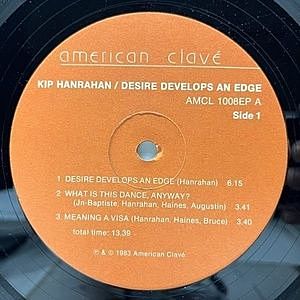 american clavé
KIP HANRAHAN / DESIRE DEVELOPS AN EDGE
AMCL 1008EP A
Side 1
1. DESIRE DEVELOPS AN EDGE (Hanrahan) 6.15
2. WHAT IS THIS DANCE, ANYWAY?
(Jn-Baptiste, Hanrahan, Haines, Augustin) 3.41
3. MEANING A VISA (Hanrahan, Haines, Bruce) 3.40
total time: 13.39
℗ & © 1983 American Clavé